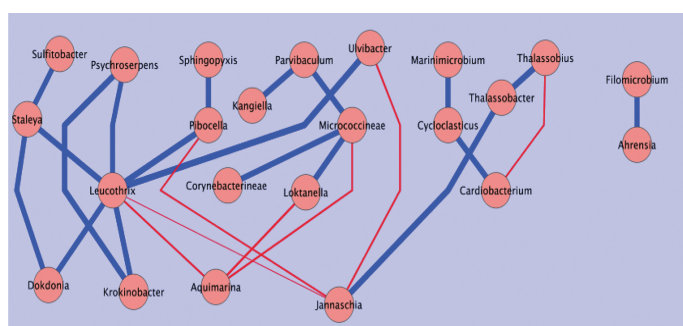 Ulvibacter
Sulfitobacter
Psychroserpens
Sphingopyxis
Parvibaculum
Marinimicrobium
Thalassobius
Filomicrobium
Thalassobacter
Kangiella
Staleya
Pibocella
Micrococcineae
Cycloclasticus
Ahrensia
Leucothrix
Corynebacterineae
Loktanella
Cardiobacterium
Dokdonia
Krokinobacter
Aquimarina
Jannaschia